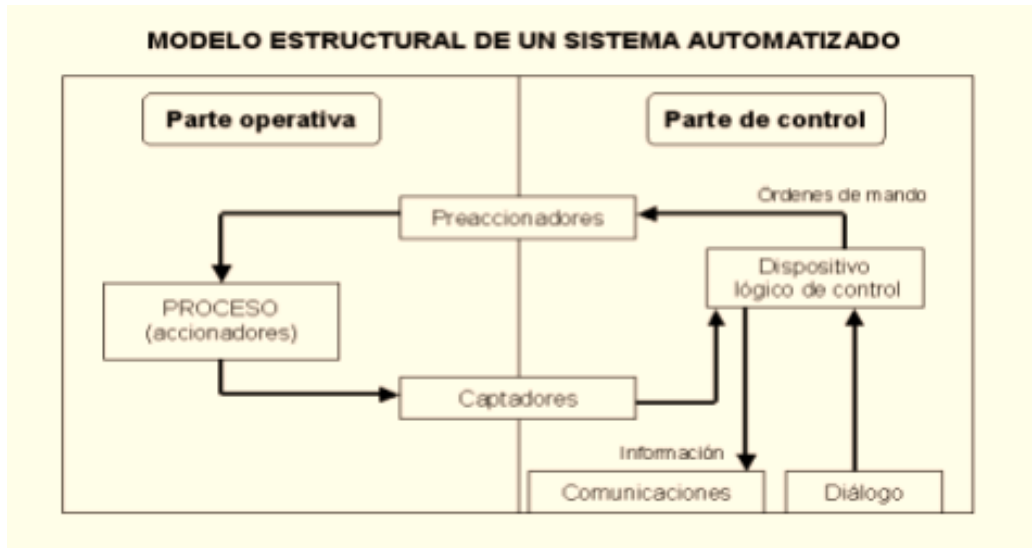 MODELO ESTRUCTURAL DE UN SISTEMA AUTOMATIZADO
Parte operativa
Parte de control
Ordenes de mando
Preaccionadores
Dispositivo
lógico de control
PROCESO
(accionadores)
Captadores
Información
Comunicaciones
Diálogo